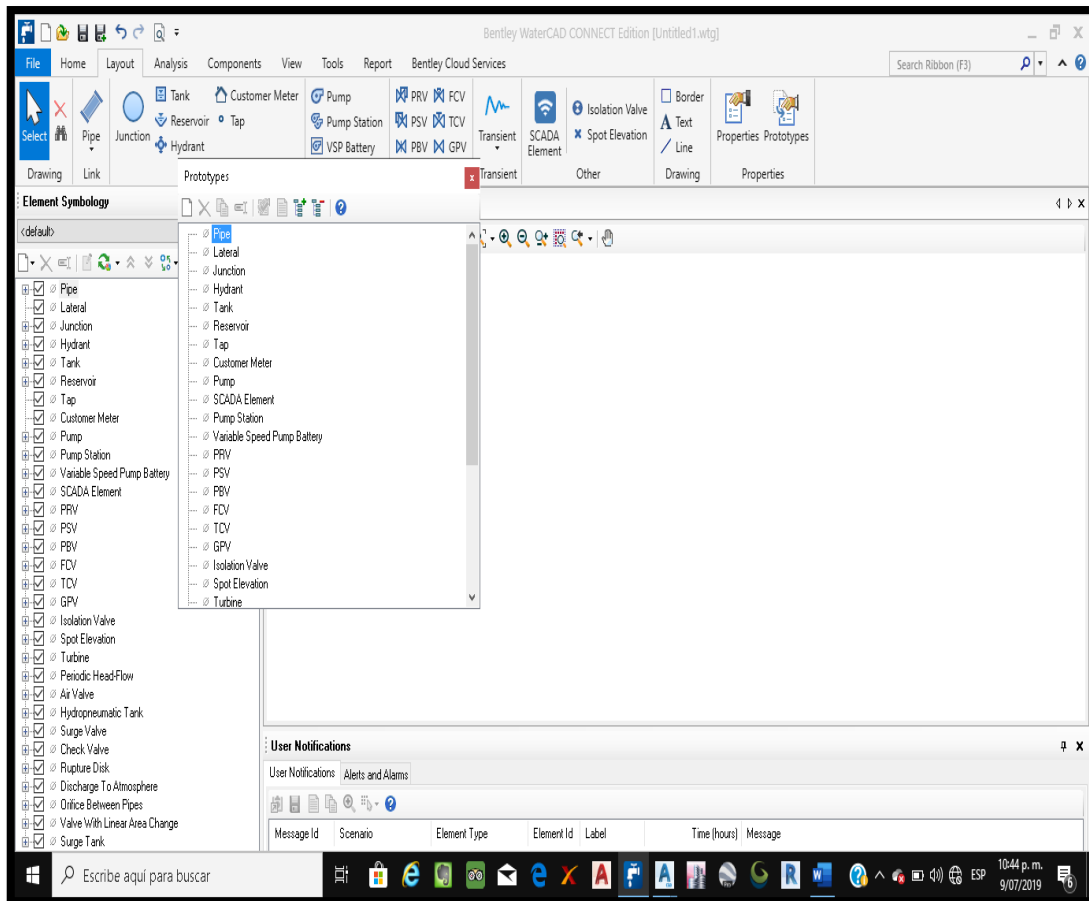 Bentley WaterCAD CONNECT Edition [Untitled1.wtg]
File Home Layout Analysis Components View Tools Report Bentley Cloud Services Search Ribbon (F3)
Select Pipe Junction Tank Reservoir Hydrant Customer Meter Tap Pump Pump Station VSP Battery PRV FCV PSV TCV PBV GPV Transient SCADA Element Isolation Valve Spot Elevation Border Text Line Properties Prototypes
Drawing Link Transient Other Drawing Properties
Prototypes
Pipe
Lateral
Junction
Hydrant
Tank
Reservoir
Tap
Customer Meter
Pump
SCADA Element
Pump Station
Variable Speed Pump Battery
PRV
PSV
PBV
FCV
TCV
GPV
Isolation Valve
Spot Elevation
Turbine
Element Symbology
<default>
Pipe
Lateral
Junction
Hydrant
Tank
Reservoir
Tap
Customer Meter
Pump
Pump Station
Variable Speed Pump Battery
SCADA Element
PRV
PSV
PBV
FCV
TCV
GPV
Isolation Valve
Spot Elevation
Turbine
Periodic Head-Flow
Air Valve
Hydropneumatic Tank
Surge Valve
Check Valve
Rupture Disk
Discharge To Atmosphere
Orifice Between Pipes
Valve With Linear Area Change
Surge Tank
User Notifications
User Notifications Alerts and Alarms
Message Id Scenario Element Type Element Id Label Time (hours) Message
Escribe aquí para buscar
ESP
10:44 p. m.
9/07/2019
6